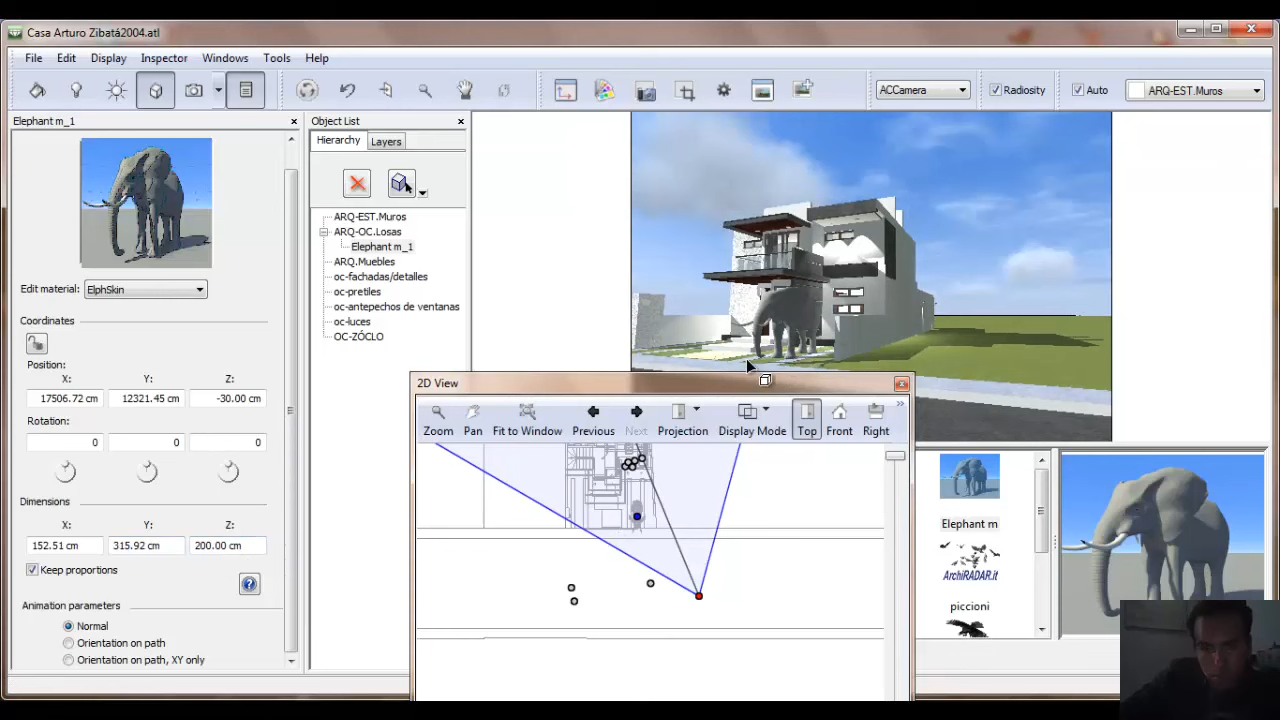 Casa Arturo Zibatá2004.atl
File Edit Display Inspector Windows Tools Help
ACCamera Radiosity Auto ARQ-EST.Muros
Elephant m_1
Edit material: ElphSkin
Coordinates
Position:
X: Y: Z:
17506.72 cm 12321.45 cm -30.00 cm
Rotation:
0 0 0
Dimensions
X: Y: Z:
152.51 cm 315.92 cm 200.00 cm
Keep proportions
Animation parameters
Normal
Orientation on path
Orientation on path, XY only
Object List
Hierarchy Layers
ARQ-EST.Muros
ARQ-OC.Losas
Elephant m_1
ARQ.Muebles
oc-fachadas/detalles
oc-pretiles
oc-antepechos de ventanas
oc-luces
OC-ZÓCLO
2D View
Zoom Pan Fit to Window Previous Next Projection Display Mode Top Front Right
Elephant m
ArchiRADAR.it
piccioni